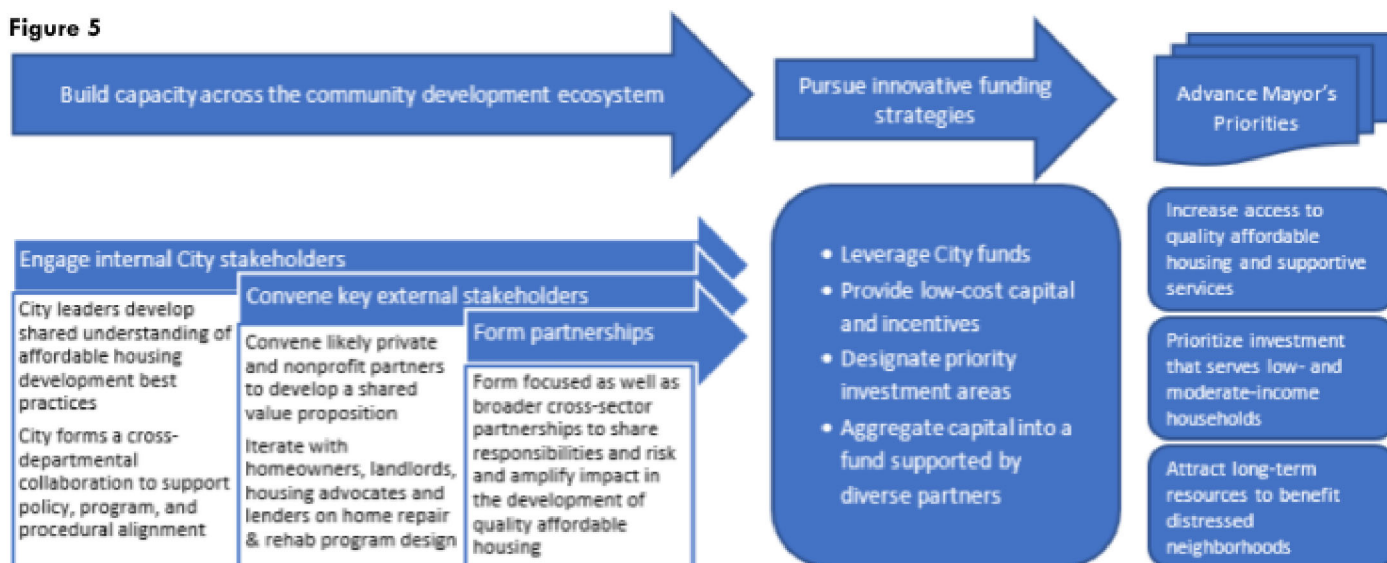 Figure 5
Build capacity across the community development ecosystem
Pursue innovative funding
strategies
Advance Mayor's
Priorities
Engage internal City stakeholders
City leaders develop
shared understanding of
affordable housing
development best
practices
City forms a cross-
departmental
collaboration to support
policy, program, and
procedural alignment
Convene key external stakeholders
Convene likely private
and nonprofit partners
to develop a shared
value proposition
Iterate with
homeowners, landlords,
housing advocates and
lenders on home repair
& rehab program design
Form partnerships
Form focused as well as
broader cross-sector
partnerships to share
responsibilities and risk
and amplify impact in
the development of
quality affordable
housing
• Leverage City funds
• Provide low-cost capital
and incentives
• Designate priority
investment areas
• Aggregate capital into a
fund supported by
diverse partners
Increase access to
quality affordable
housing and supportive
services
Prioritize investment
that serves low- and
moderate-income
households
Attract long-term
resources to benefit
distressed
neighborhoods